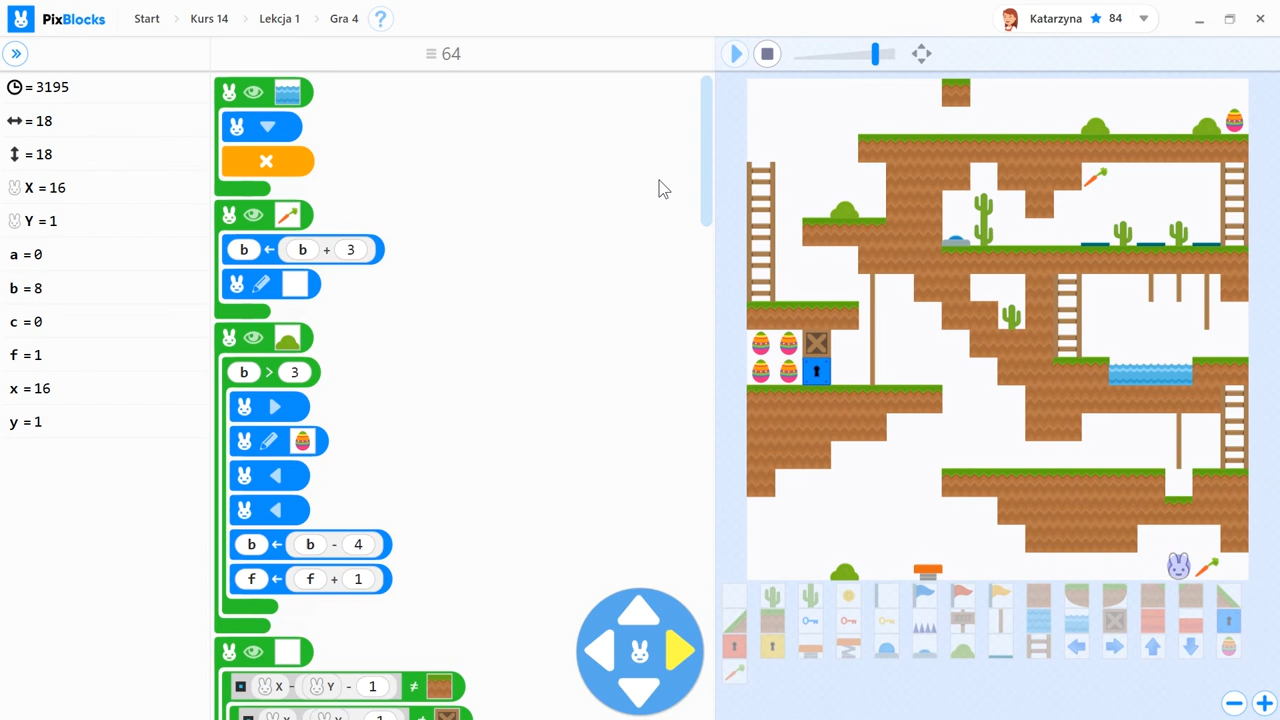 PixBlocks Start Kurs 14 Lekcja 1 Gra 4 ? Katarzyna 84
64
= 3195
= 18
= 18
X = 16
Y = 1
a = 0
b = 8
c = 0
f = 1
x = 16
y = 1
b ← b + 3
b > 3
b ← b - 4
f ← f + 1
X - Y - 1 ≠